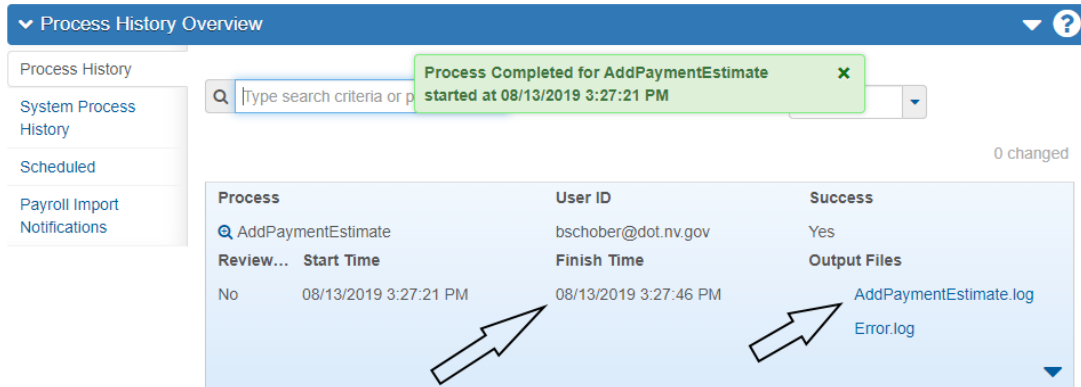 Process History Overview
?
Process History
System Process
History
Scheduled
Payroll Import
Notifications
Process Completed for AddPaymentEstimate x
started at 08/13/2019 3:27:21 PM
Type search criteria or p
0 changed
Process User ID Success
AddPaymentEstimate bschober@dot.nv.gov Yes
Review... Start Time Finish Time Output Files
No 08/13/2019 3:27:21 PM 08/13/2019 3:27:46 PM AddPaymentEstimate.log
Error.log